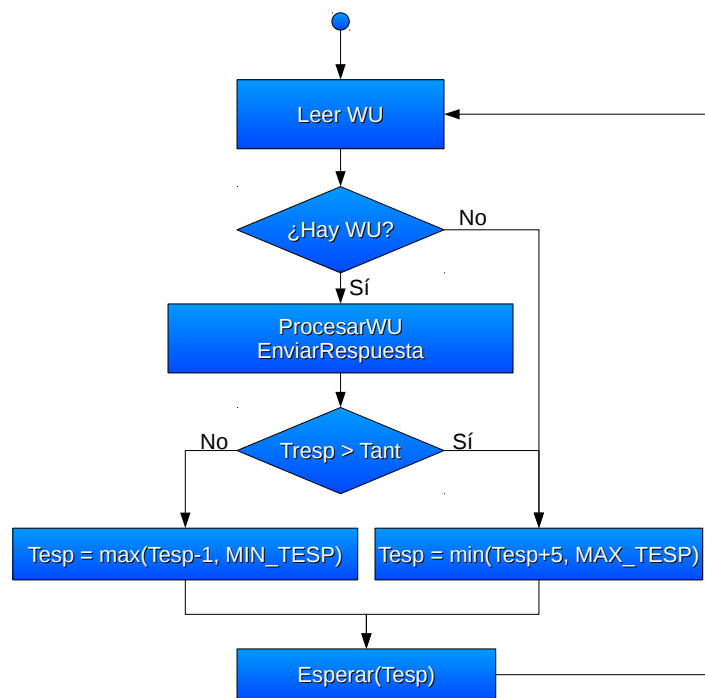 Leer WU
¿Hay WU?
No
Sí
ProcesarWU
EnviarRespuesta
No
Tresp > Tant
Sí
Tesp = max(Tesp-1, MIN_TESP)
Tesp = min(Tesp+5, MAX_TESP)
Esperar(Tesp)